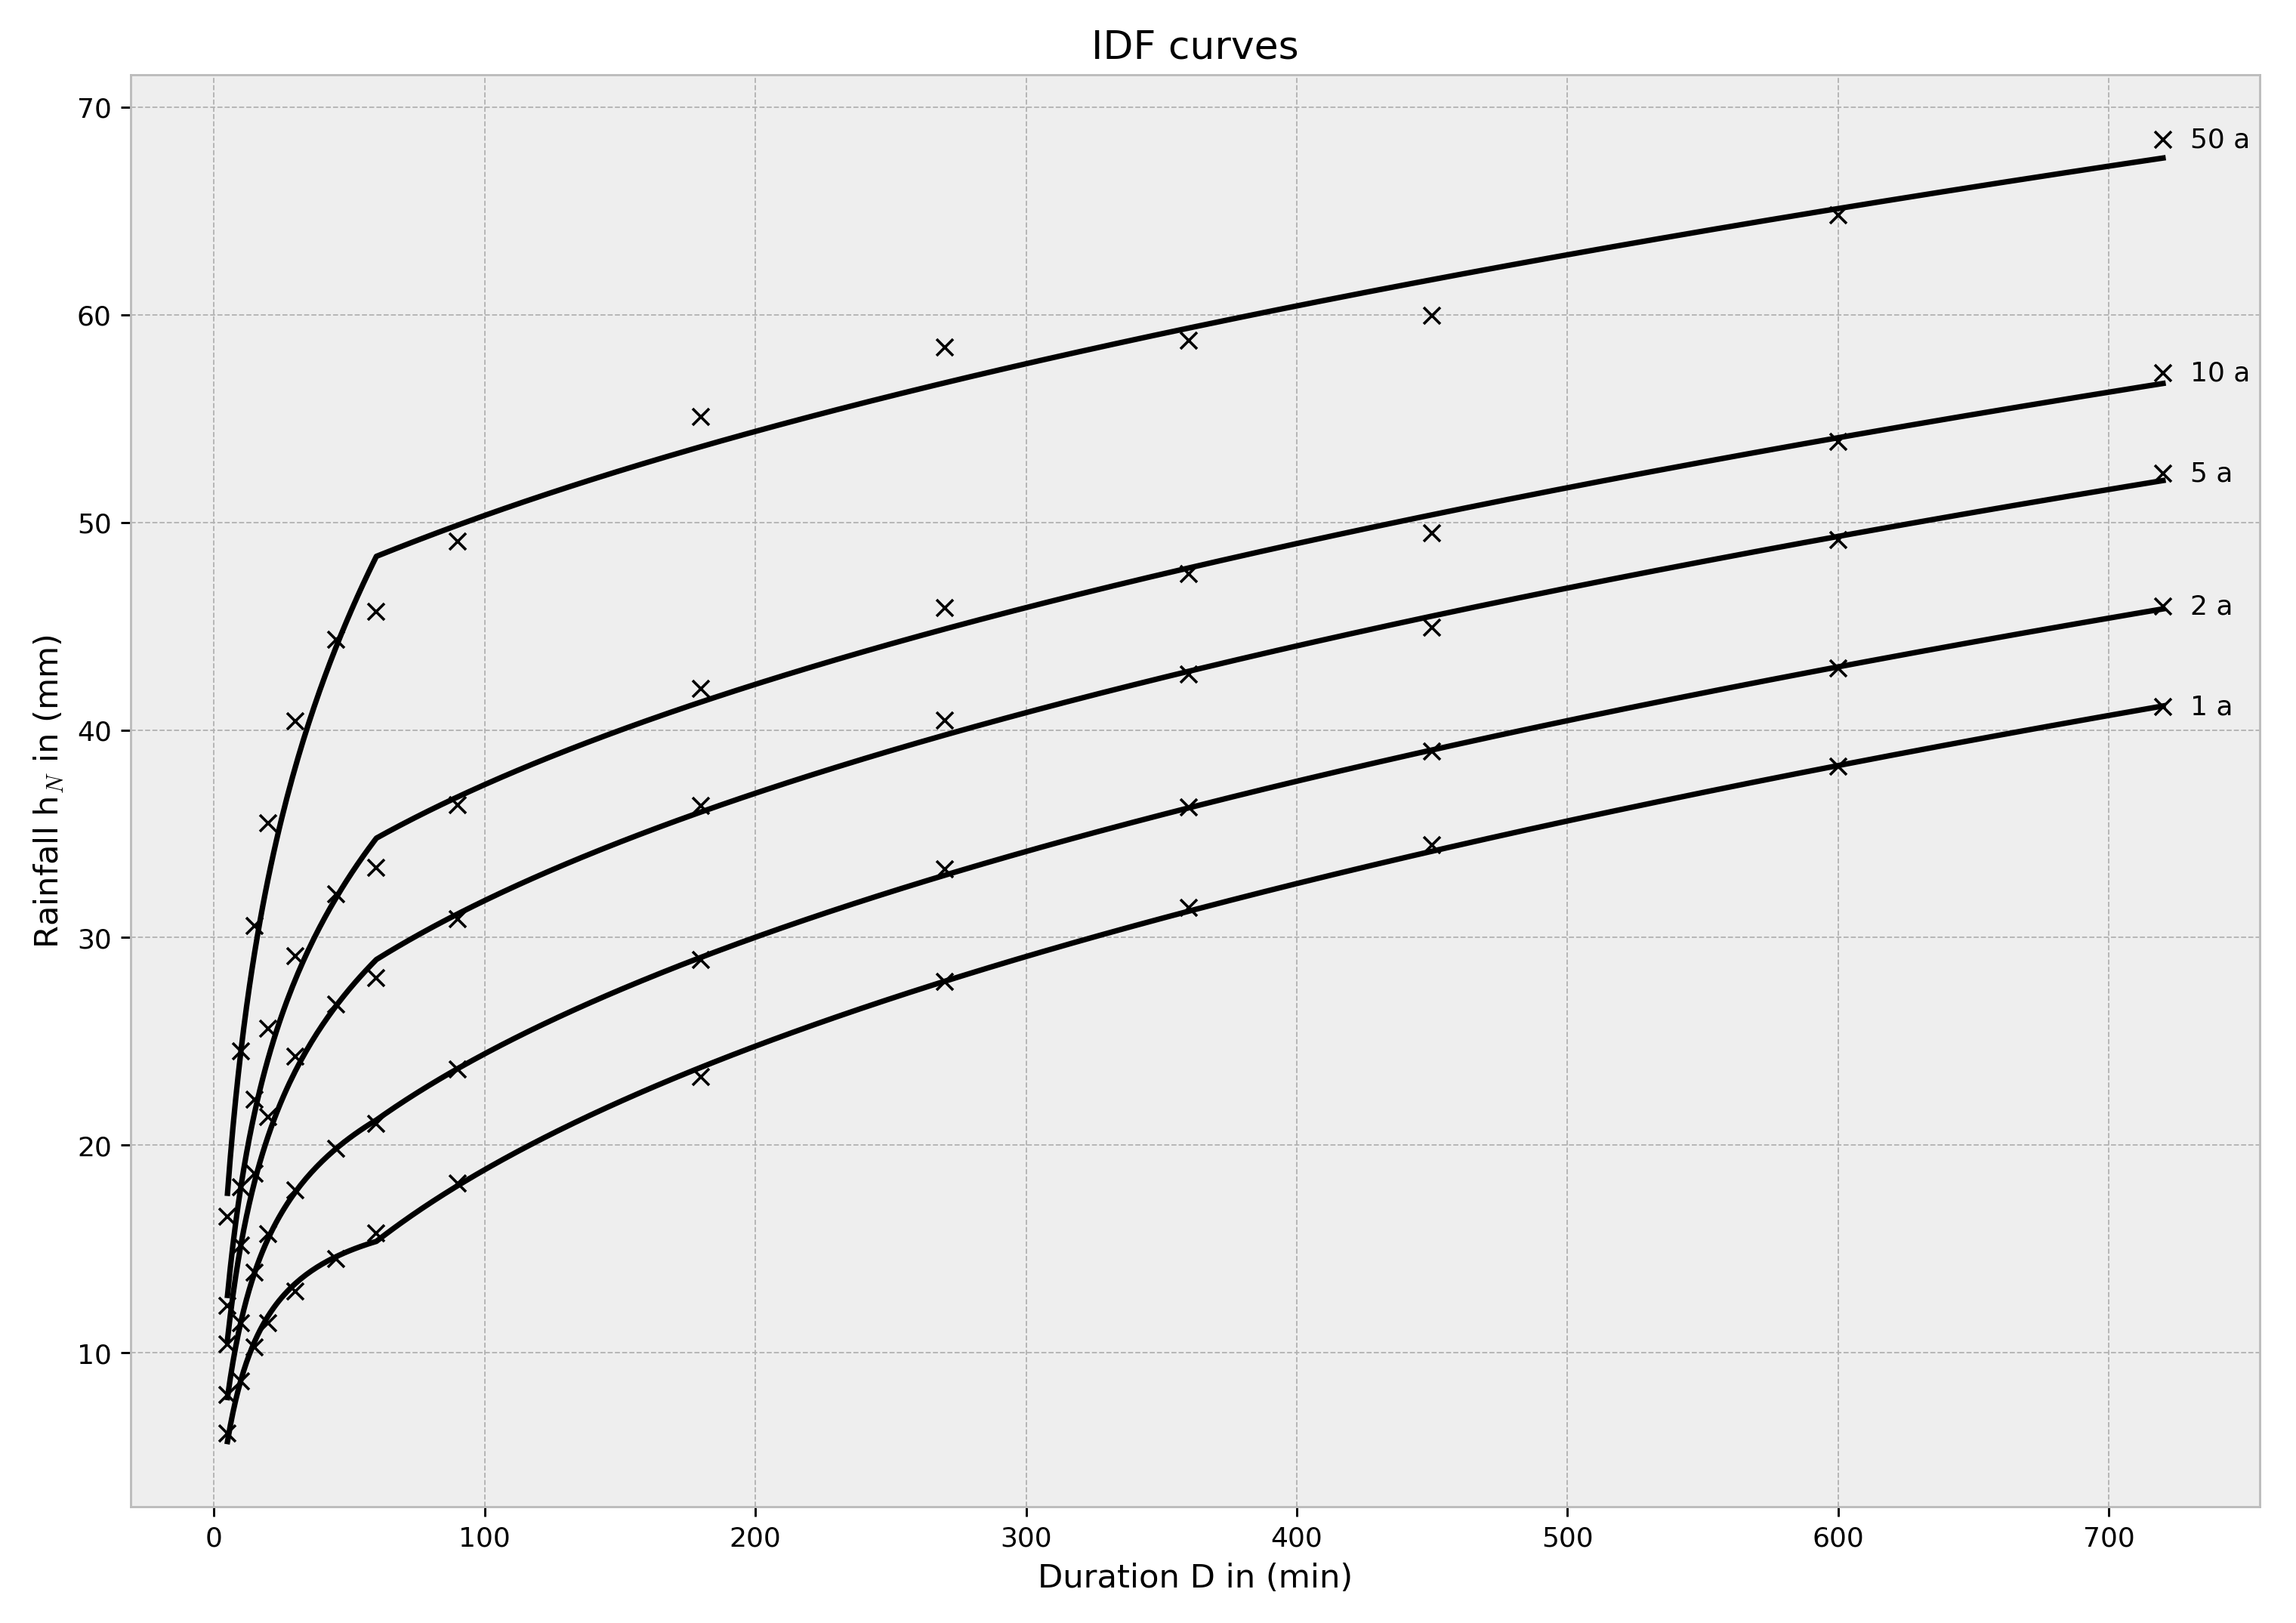 IDF curves
70
60
50
40
30
20
10
Rainfall h_N in (mm)
50 a
10 a
5 a
2 a
1 a
0 100 200 300 400 500 600 700
Duration D in (min)